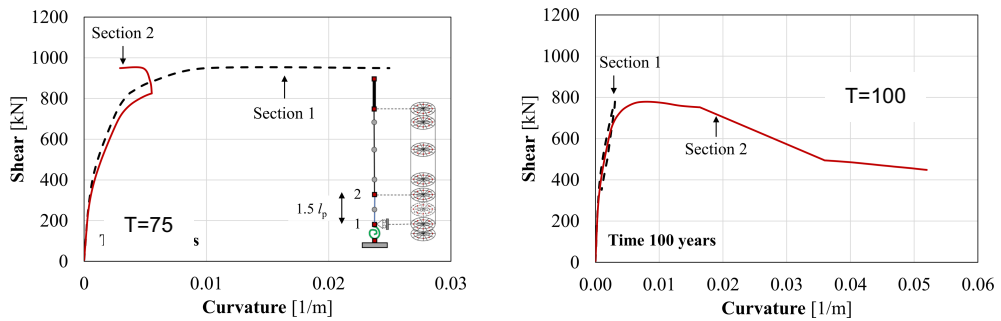 Section 2
1200
1000
800
600
400
200
0
Shear [kN]
Section 1
2
1.5 lp
1
T=75
T
s
0
0.01
0.02
0.03
Curvature [1/m]
Section 1
1200
1000
800
600
400
200
0
Shear [kN]
T=100
Section 2
Time 100 years
0.00
0.01
0.02
0.03
0.04
0.05
0.06
Curvature [1/m]